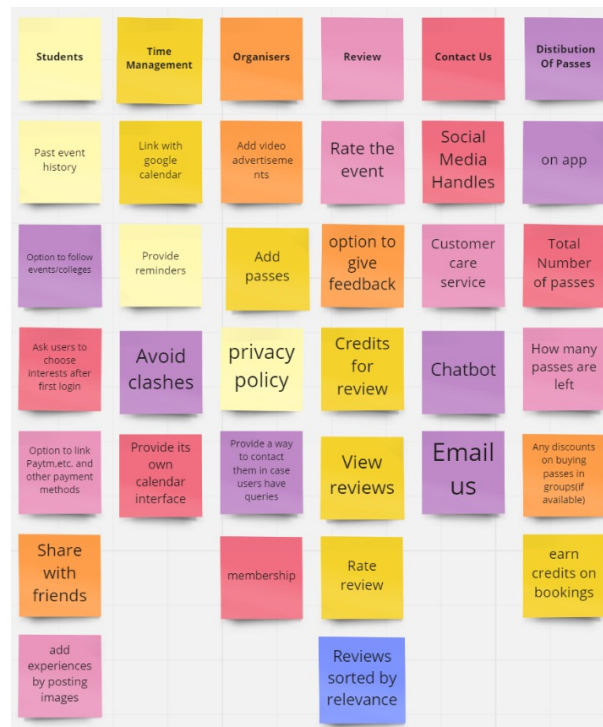 Students
Time
Management
Organisers
Review
Contact Us
Distibution
Of Passes
Past event
history
Link with
google
calendar
Add video
advertiseme
nts
Rate the
event
Social
Media
Handles
on app
Option to follow
events/colleges
Provide
reminders
Add
passes
option to
give
feedback
Customer
care
service
Total
Number
of passes
Ask users to
choose
interests after
first login
Avoid
clashes
privacy
policy
Credits
for
review
Chatbot
How many
passes are
left
Option to link
Paytm,etc. and
other payment
methods
Provide its
own
calendar
interface
Provide a way
to contact
them in case
users have
queries
View
reviews
Email
us
Any discounts
on buying
passes in
groups(if
available)
Share
with
friends
membership
Rate
review
earn
credits on
bookings
add
experiences
by posting
images
Reviews
sorted by
relevance